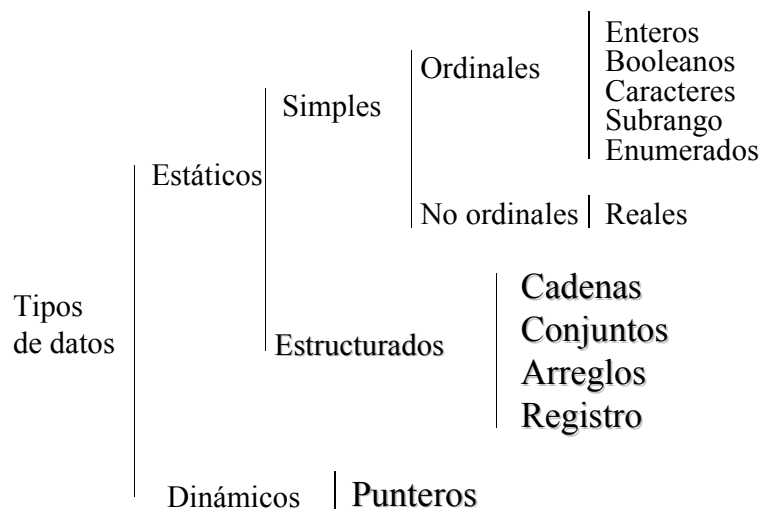 Tipos
de datos
Estáticos
Simples
Ordinales
Enteros
Booleanos
Caracteres
Subrango
Enumerados
No ordinales
Reales
Estructurados
Cadenas
Conjuntos
Arreglos
Registro
Dinámicos
Punteros